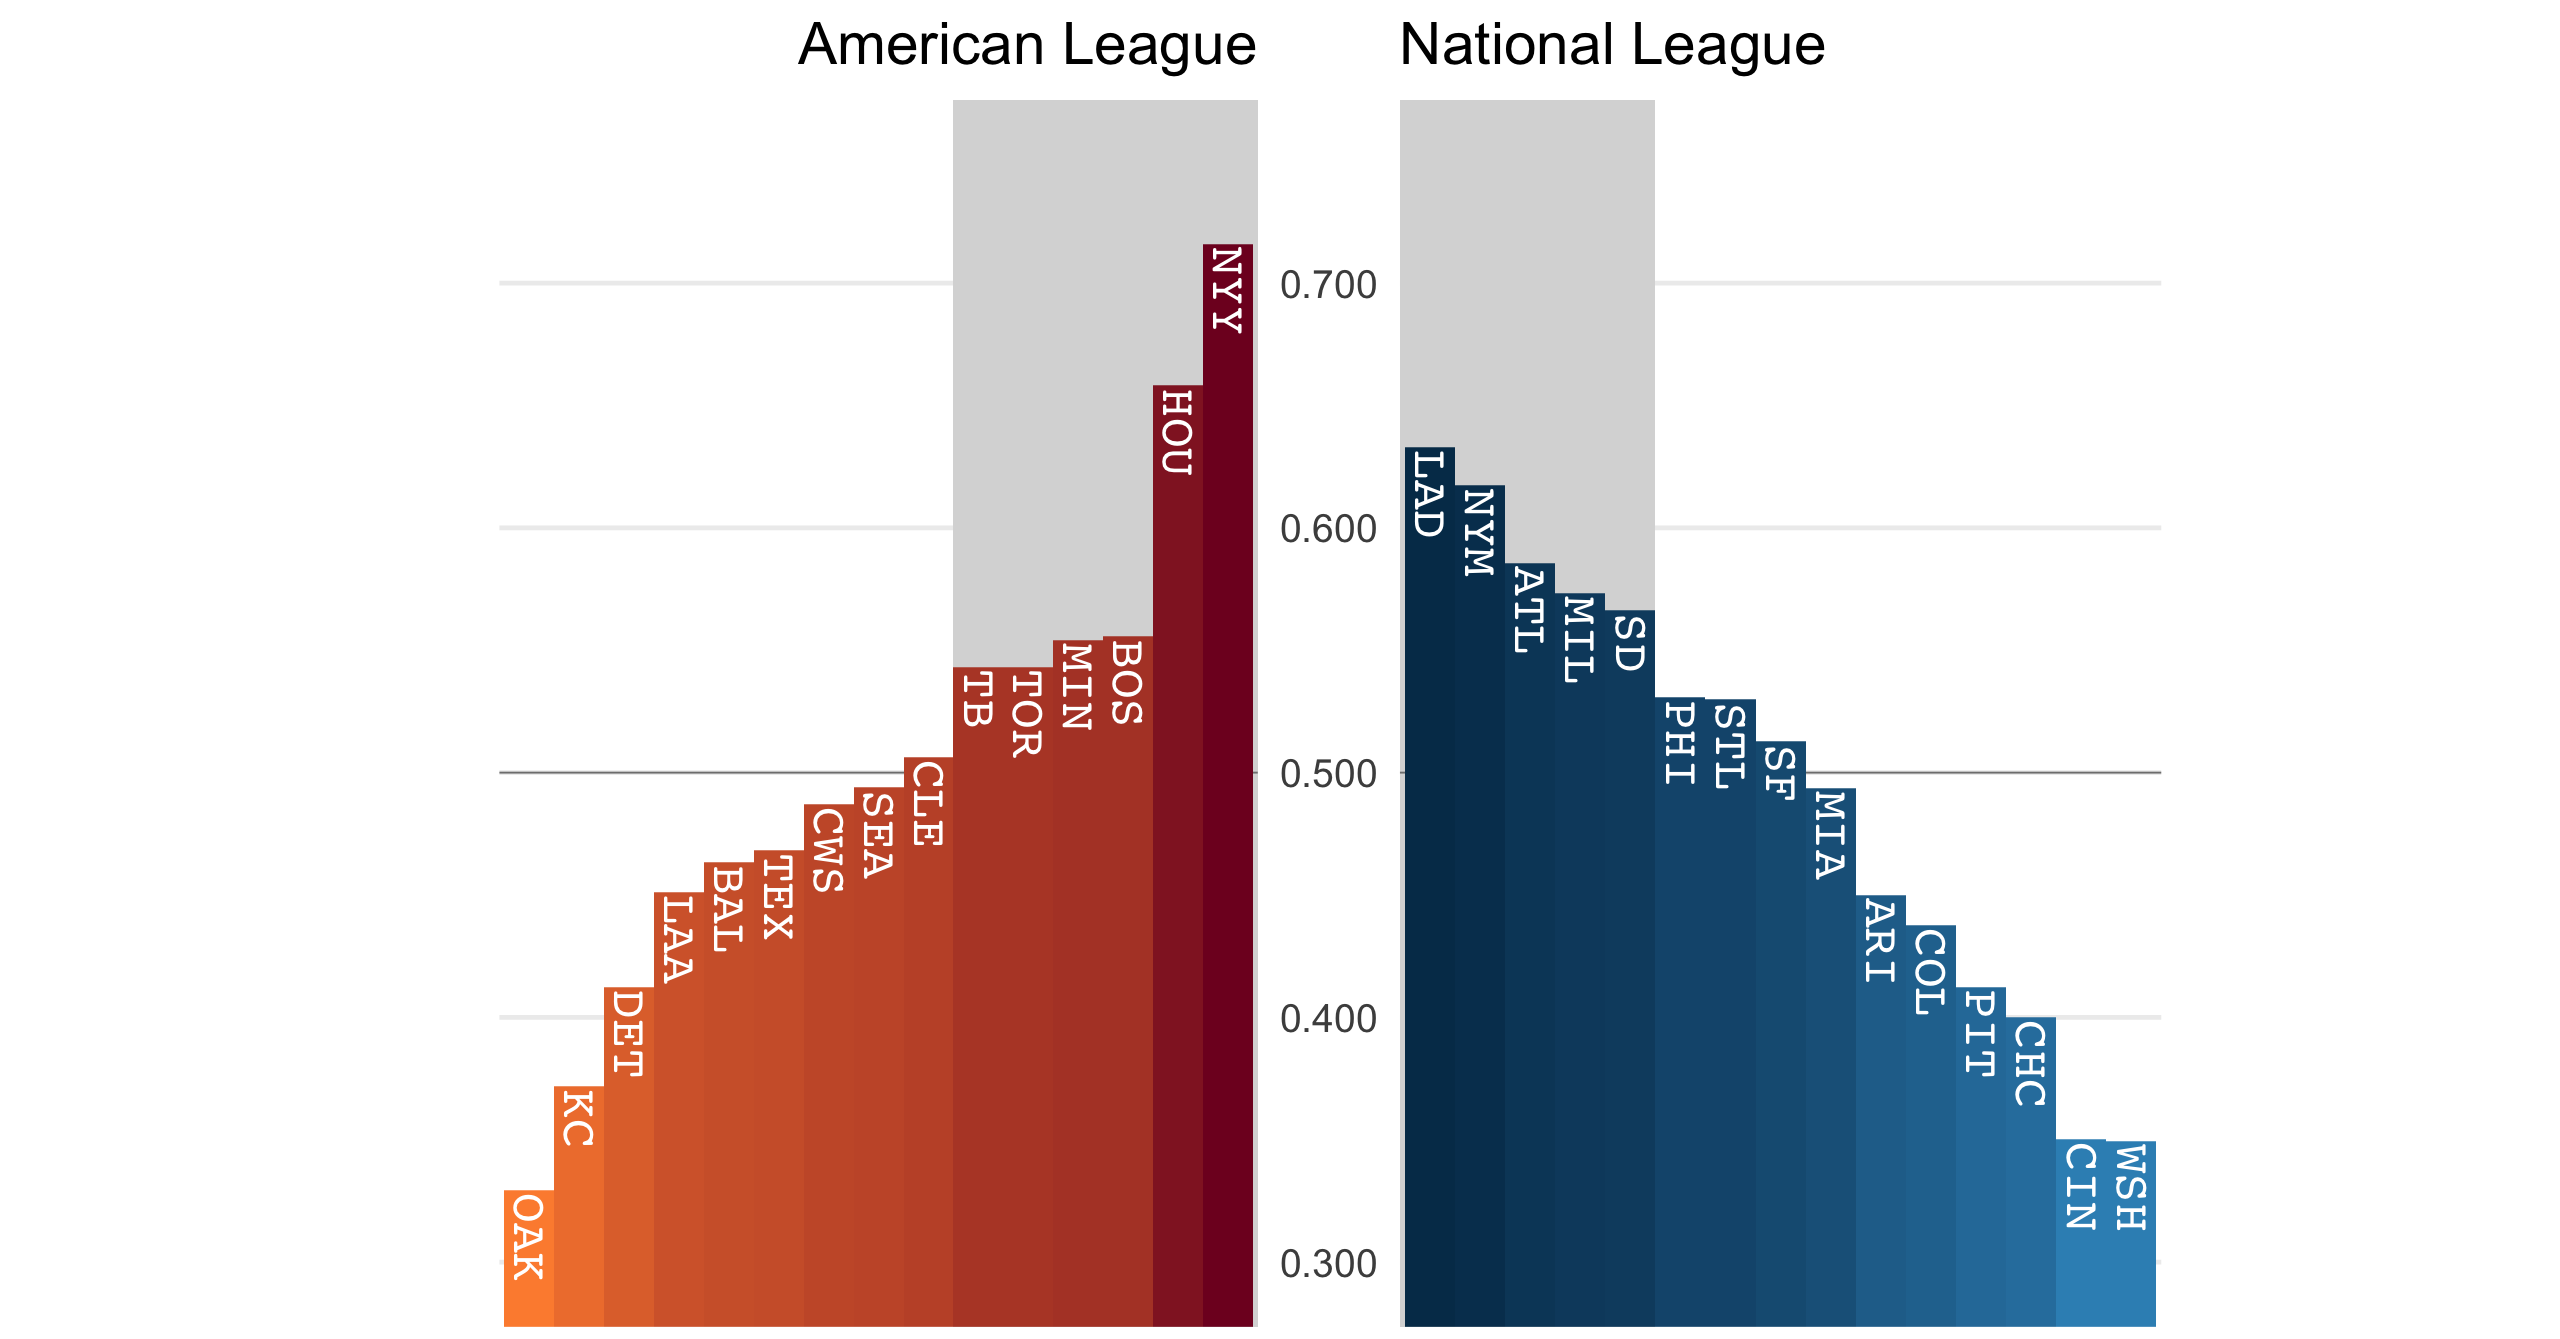 American League
National League
0.700
0.600
0.500
0.400
0.300
OAK
KC
DET
LAA
BAL
TEX
CWS
SEA
CLE
TB
TOR
MIN
BOS
HOU
NYY
LAD
NYM
ATL
MIL
SD
PHI
STL
SF
MIA
ARI
COL
PIT
CHC
CIN
WSH